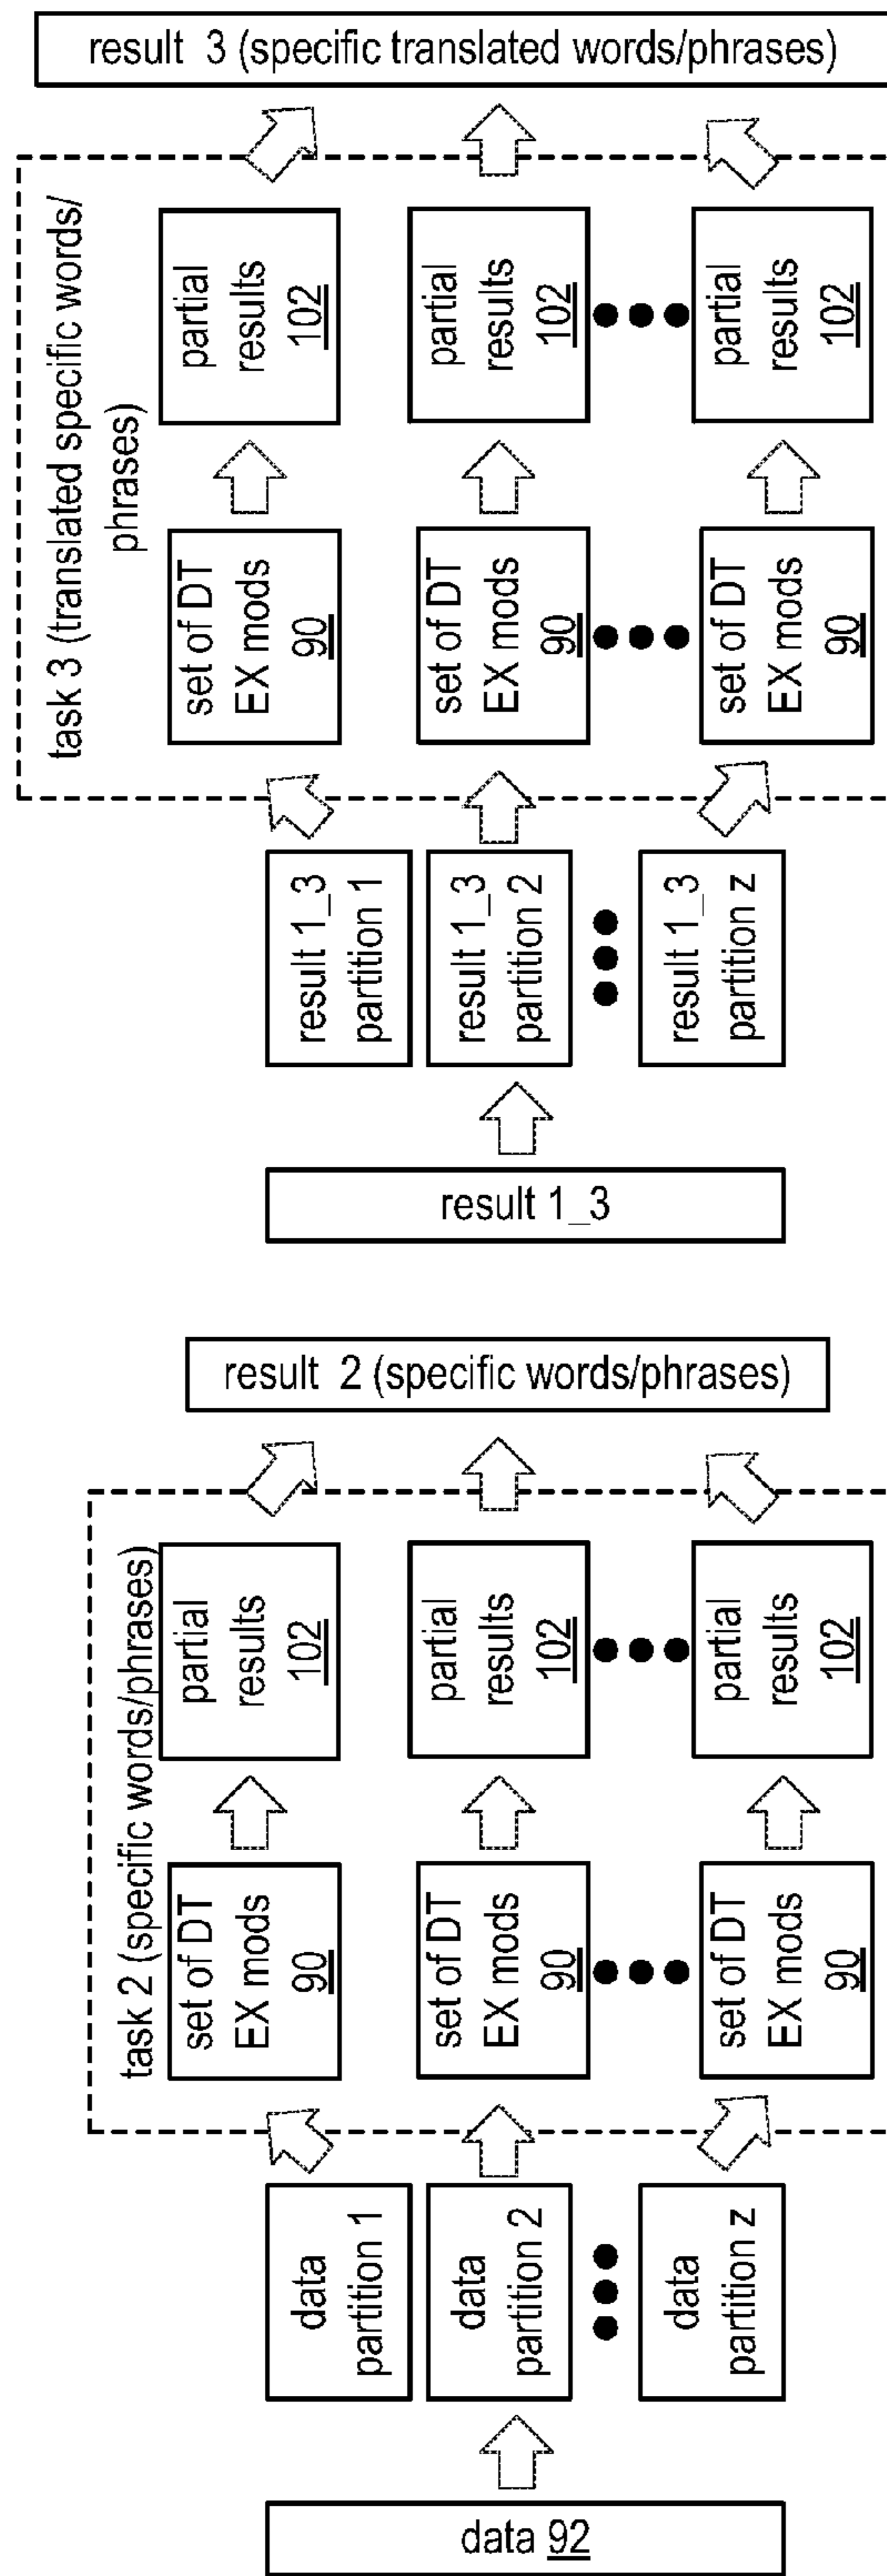 task 2 (specific words/phrases)
data 92
data
partition 1
data
partition 2
data
partition z
set of DT
EX mods
90
set of DT
EX mods
90
set of DT
EX mods
90
partial
results
102
partial
results
102
partial
results
102
result 2 (specific words/phrases)
task 3 (translated specific words/
phrases)
result 1_3
result 1_3
partition 1
result 1_3
partition 2
result 1_3
partition z
set of DT
EX mods
90
set of DT
EX mods
90
set of DT
EX mods
90
partial
results
102
partial
results
102
partial
results
102
result 3 (specific translated words/phrases)